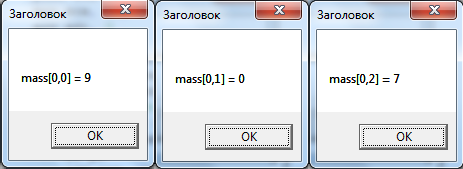 Заголовок
mass[0,0] = 9
OK
Заголовок
mass[0,1] = 0
OK
Заголовок
mass[0,2] = 7
OK